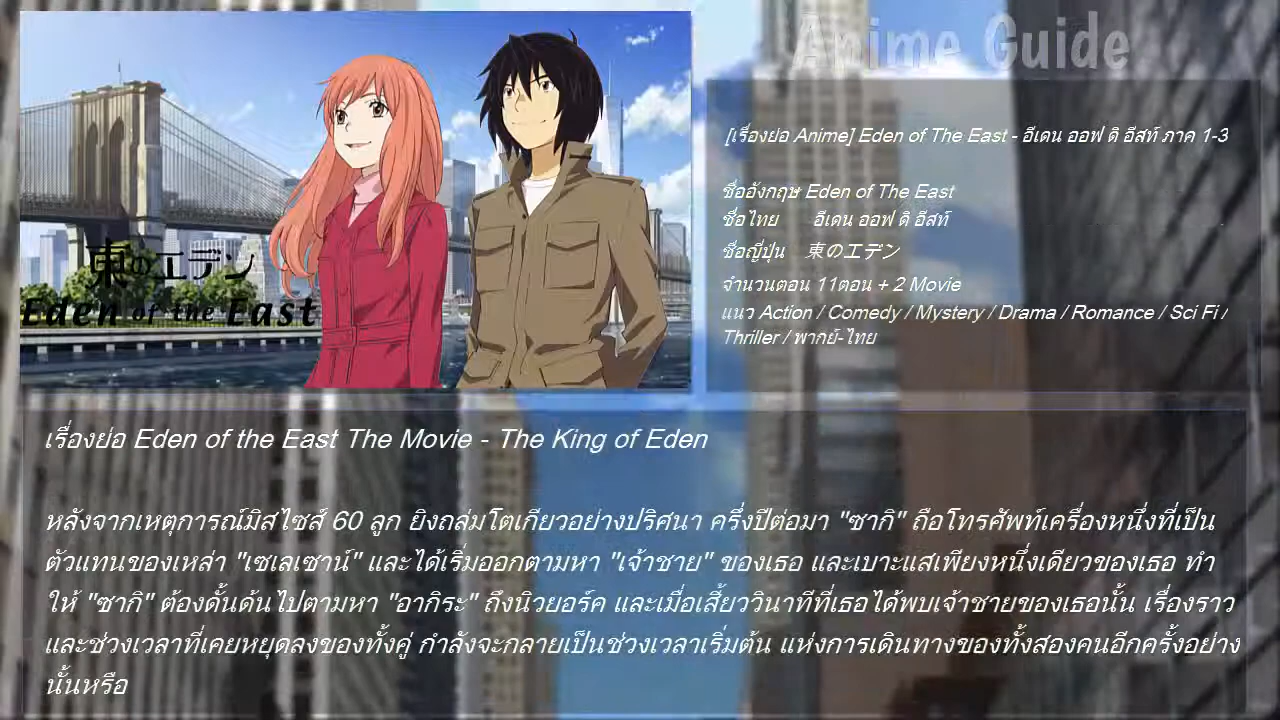 Anime Guide
東のエデン
Eden of the East
[เรื่องย่อ Anime] Eden of The East - อีเดน ออฟ ดิ อีสท์ ภาค 1-3
ชื่ออังกฤษ Eden of The East
ชื่อไทย อีเดน ออฟ ดิ อีสท์
ชื่อญี่ปุ่น 東のエデン
จำนวนตอน 11ตอน + 2 Movie
แนว Action / Comedy / Mystery / Drama / Romance / Sci Fi /
Thriller / พากย์-ไทย
เรื่องย่อ Eden of the East The Movie - The King of Eden
หลังจากเหตุการณ์มิสไซส์ 60 ลูก ยิงถล่มโตเกียวอย่างปริศนา ครึ่งปีต่อมา "ซากิ" ถือโทรศัพท์เครื่องหนึ่งที่เป็น
ตัวแทนของเหล่า "เซเลเซาน์" และได้เริ่มออกตามหา "เจ้าชาย" ของเธอ และเบาะแสเพียงหนึ่งเดียวของเธอ ทำ
ให้ "ซากิ" ต้องดั้นด้นไปตามหา "อากิระ" ถึงนิวยอร์ค และเมื่อเสี้ยววินาทีที่เธอได้พบเจ้าชายของเธอนั้น เรื่องราว
และช่วงเวลาที่เคยหยุดลงของทั้งคู่ กำลังจะกลายเป็นช่วงเวลาเริ่มต้น แห่งการเดินทางของทั้งสองคนอีกครั้งอย่าง
นั้นหรือ